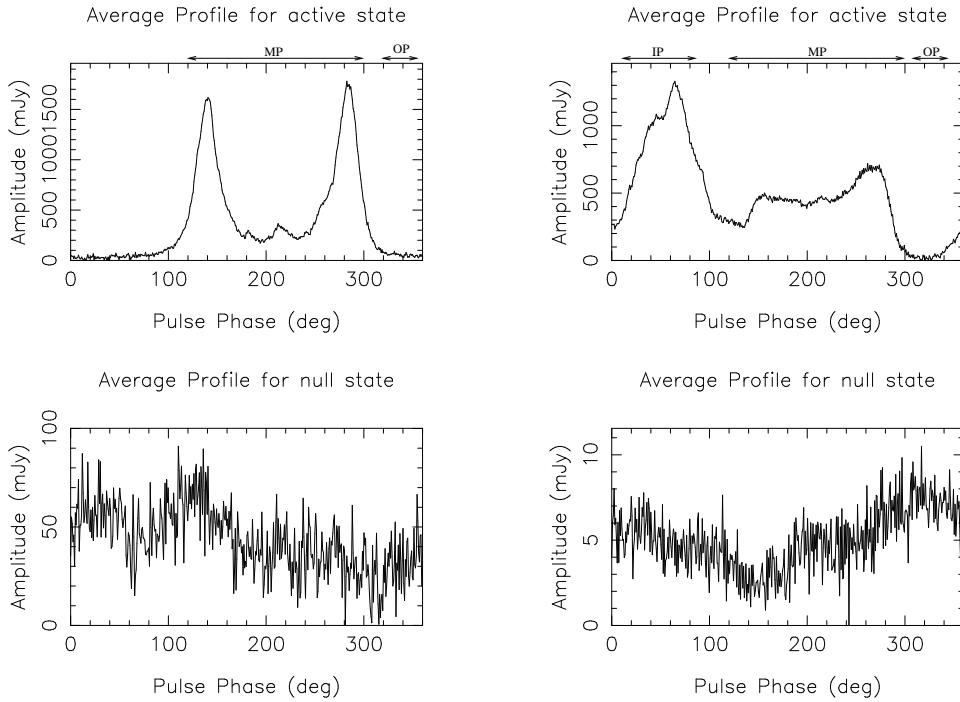 Average Profile for active state
MP
OP
Amplitude (mJy)
0 500 1000 1500
0 100 200 300
Pulse Phase (deg)
Average Profile for active state
IP
MP
OP
Amplitude (mJy)
0 500 1000
0 100 200 300
Pulse Phase (deg)
Average Profile for null state
Amplitude (mJy)
0 50 100
0 100 200 300
Pulse Phase (deg)
Average Profile for null state
Amplitude (mJy)
0 5 10
0 100 200 300
Pulse Phase (deg)